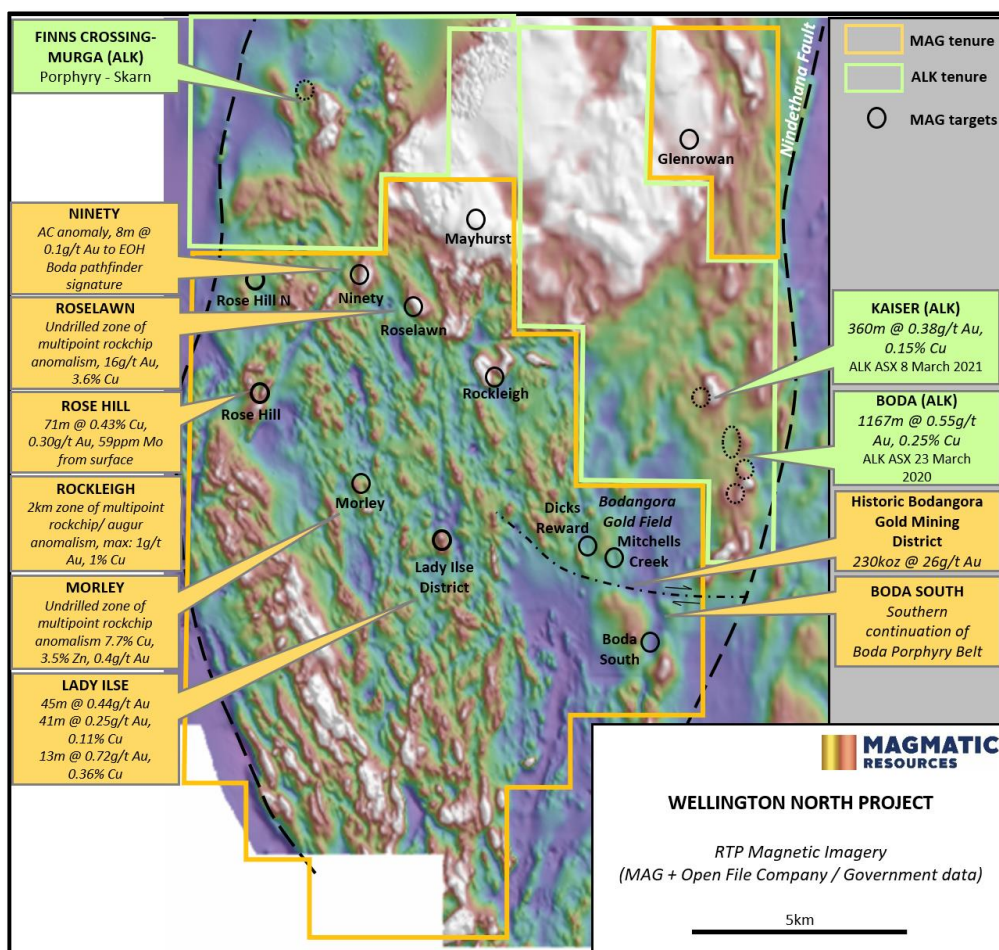 FINNS CROSSING-
MURGA (ALK)
Porphyry - Skarn
NINETY
AC anomaly, 8m @
0.1g/t Au to EOH
Boda pathfinder
signature
ROSELAWN
Undrilled zone of
multipoint rockchip
anomalism, 16g/t Au,
3.6% Cu
ROSE HILL
71m @ 0.43% Cu,
0.30g/t Au, 59ppm Mo
from surface
ROCKLEIGH
2km zone of multipoint
rockchip/ augur
anomalism, max: 1g/t
Au, 1% Cu
MORLEY
Undrilled zone of
multipoint rockchip
anomalism 7.7% Cu,
3.5% Zn, 0.4g/t Au
LADY ILSE
45m @ 0.44g/t Au
41m @ 0.25g/t Au,
0.11% Cu
13m @ 0.72g/t Au,
0.36% Cu
Glenrowan
Mayhurst
Rose Hill N
Ninety
Roselawn
Rockleigh
Rose Hill
Morley
Lady Ilse
District
Dicks
Reward
Bodangora
Gold Field
Mitchells
Creek
Boda
South
Nindethana Fault
MAG tenure
ALK tenure
MAG targets
KAISER (ALK)
360m @ 0.38g/t Au,
0.15% Cu
ALK ASX 8 March 2021
BODA (ALK)
1167m @ 0.55g/t
Au, 0.25% Cu
ALK ASX 23 March
2020
Historic Bodangora
Gold Mining
District
230koz @ 26g/t Au
BODA SOUTH
Southern
continuation of
Boda Porphyry Belt
MAGMATIC
RESOURCES
WELLINGTON NORTH PROJECT
RTP Magnetic Imagery
(MAG + Open File Company / Government data)
5km